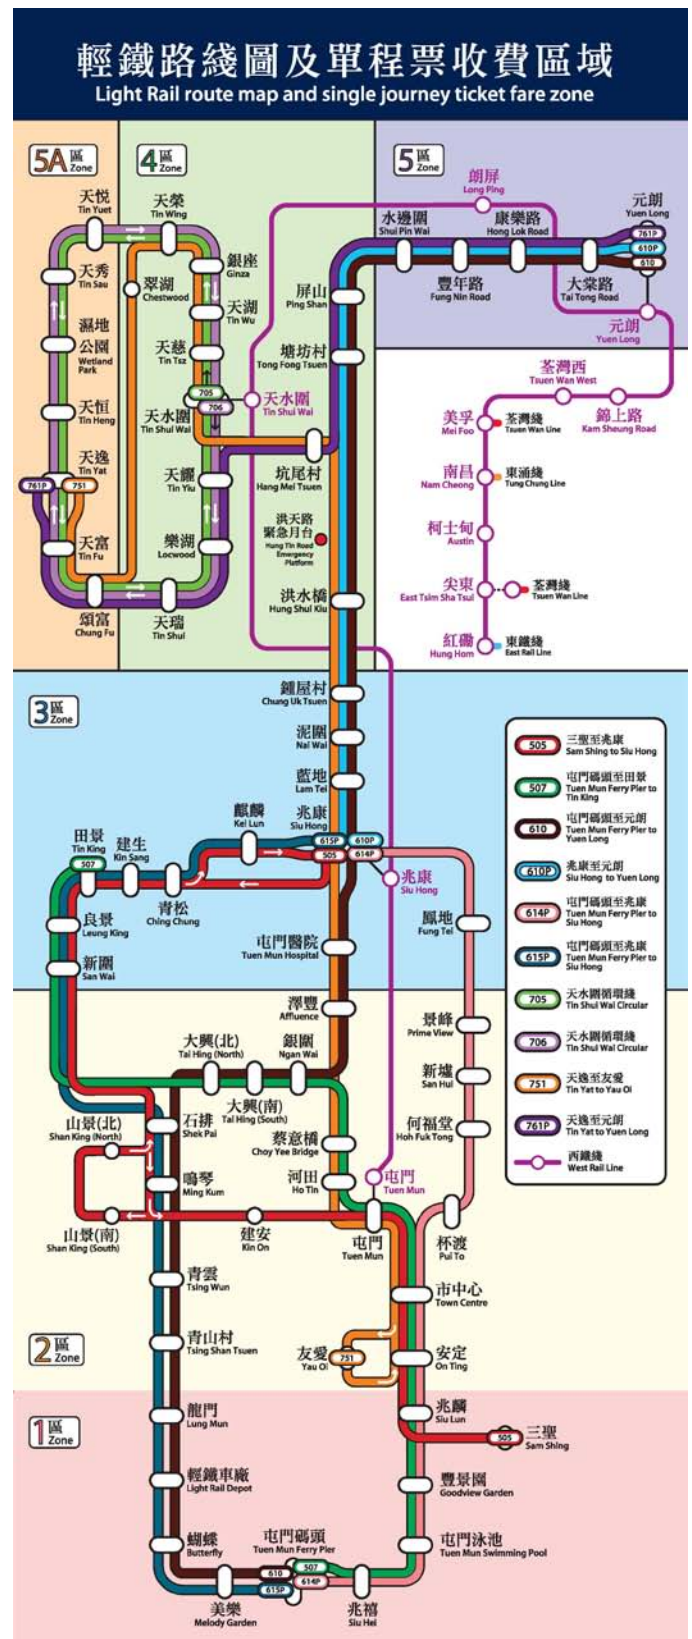 輕鐵路綫圖及單程票收費區域
Light Rail route map and single journey ticket fare zone
5A 區
Zone
4 區
Zone
5 區
Zone
天悅
Tin Yuet
天榮
Tin Wing
朗屏
Long Ping
水邊圍
Shui Pin Wai
康樂路
Hong Lok Road
元朗
Yuen Long
761P
610P
610
天秀
Tin Sau
翠湖
Chestwood
銀座
Ginza
屏山
Ping Shan
豐年路
Fung Nin Road
大棠路
Tai Tong Road
元朗
Yuen Long
濕地
公園
Wetland
Park
天湖
Tin Wu
天慈
Tin Tsz
塘坊村
Tong Fong Tsuen
荃灣西
Tsuen Wan West
錦上路
Kam Sheung Road
705
706
天水圍
Tin Shui Wai
天水圍
Tin Shui Wai
天恒
Tin Heng
美孚
Mei Foo
荃灣綫
Tsuen Wan Line
天逸
Tin Yat
761P
751
天耀
Tin Yiu
坑尾村
Hang Mei Tsuen
南昌
Nam Cheong
東涌綫
Tung Chung Line
天富
Tin Fu
樂湖
Locwood
洪天路
緊急月台
Hung Tin Road
Emergency
Platform
柯士甸
Austin
頌富
Chung Fu
天瑞
Tin Shui
洪水橋
Hung Shui Kiu
尖東
East Tsim Sha Tsui
荃灣綫
Tsuen Wan Line
紅磡
Hung Hom
東鐵綫
East Rail Line
3 區
Zone
鍾屋村
Chung Uk Tsuen
泥圍
Nai Wai
藍地
Lam Tei
田景
Tin King
507
建生
Kin Sang
麒麟
Kei Lun
兆康
Siu Hong
615P
610P
505
614P
兆康
Siu Hong
青松
Ching Chung
良景
Leung King
新圍
San Wai
屯門醫院
Tuen Mun Hospital
鳳地
Fung Tei
505
三聖至兆康
Sam Shing to Siu Hong
507
屯門碼頭至田景
Tuen Mun Ferry Pier to
Tin King
610
屯門碼頭至元朗
Tuen Mun Ferry Pier to
Yuen Long
610P
兆康至元朗
Siu Hong to Yuen Long
614P
屯門碼頭至兆康
Tuen Mun Ferry Pier to
Siu Hong
615P
屯門碼頭至兆康
Tuen Mun Ferry Pier to
Siu Hong
705
天水圍循環綫
Tin Shui Wai Circular
706
天水圍循環綫
Tin Shui Wai Circular
751
天逸至友愛
Tin Yat to Yau Oi
761P
天逸至元朗
Tin Yat to Yuen Long
西鐵綫
West Rail Line
澤豐
Affluence
大興(北)
Tai Hing (North)
銀圍
Ngan Wai
景峰
Prime View
大興(南)
Tai Hing (South)
新墟
San Hui
山景(北)
Shan King (North)
石排
Shek Pai
蔡意橋
Choy Yee Bridge
何福堂
Hoh Fuk Tong
鳴琴
Ming Kum
河田
Ho Tin
屯門
Tuen Mun
山景(南)
Shan King (South)
建安
Kin On
屯門
Tuen Mun
杯渡
Pui To
青雲
Tsing Wun
市中心
Town Centre
2 區
Zone
青山村
Tsing Shan Tsuen
友愛
Yau Oi
751
安定
On Ting
1 區
Zone
龍門
Lung Mun
兆麟
Siu Lun
505
三聖
Sam Shing
輕鐵車廠
Light Rail Depot
豐景園
Goodview Garden
蝴蝶
Butterfly
屯門碼頭
Tuen Mun Ferry Pier
屯門泳池
Tuen Mun Swimming Pool
610
507
615P
614P
美樂
Melody Garden
兆禧
Siu Hei